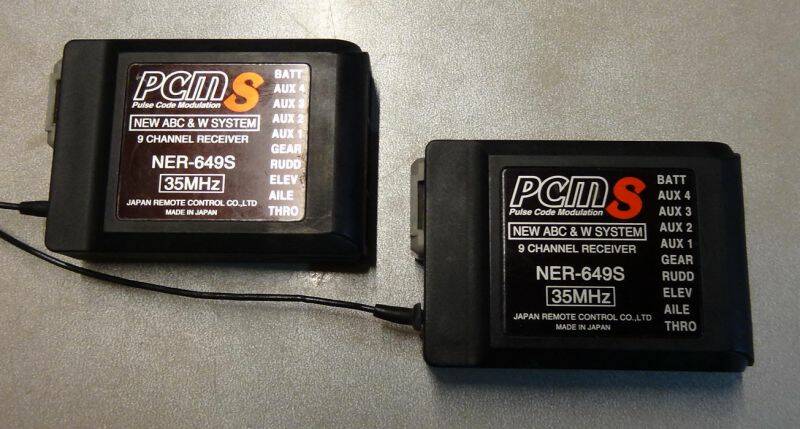 PCM S
Pulse Code Modulation
NEW ABC & W SYSTEM
9 CHANNEL RECEIVER
NER-649S
35MHz
JAPAN REMOTE CONTROL CO.,LTD
MADE IN JAPAN
BATT
AUX 4
AUX 3
AUX 2
AUX 1
GEAR
RUDD
ELEV
AILE
THRO
PCM S
Pulse Code Modulation
NEW ABC & W SYSTEM
9 CHANNEL RECEIVER
NER-649S
35MHz
JAPAN REMOTE CONTROL CO.,LTD
MADE IN JAPAN
BATT
AUX 4
AUX 3
AUX 2
AUX 1
GEAR
RUDD
ELEV
AILE
THRO